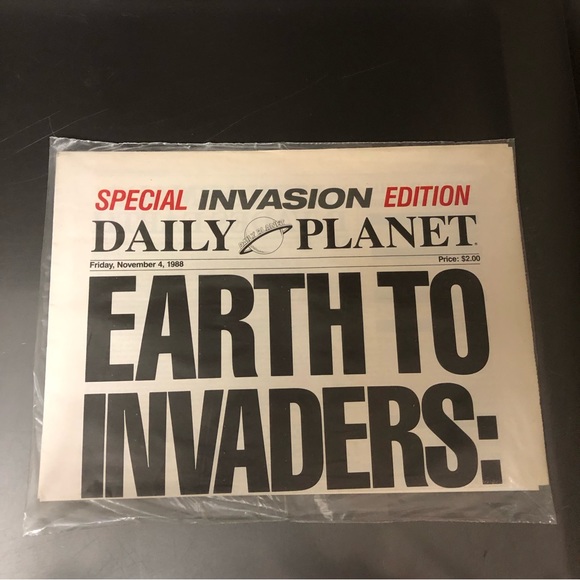 SPECIAL INVASION EDITION
DAILY PLANET
Friday, November 4, 1988 Price: $2.00
EARTH TO
INVADERS: